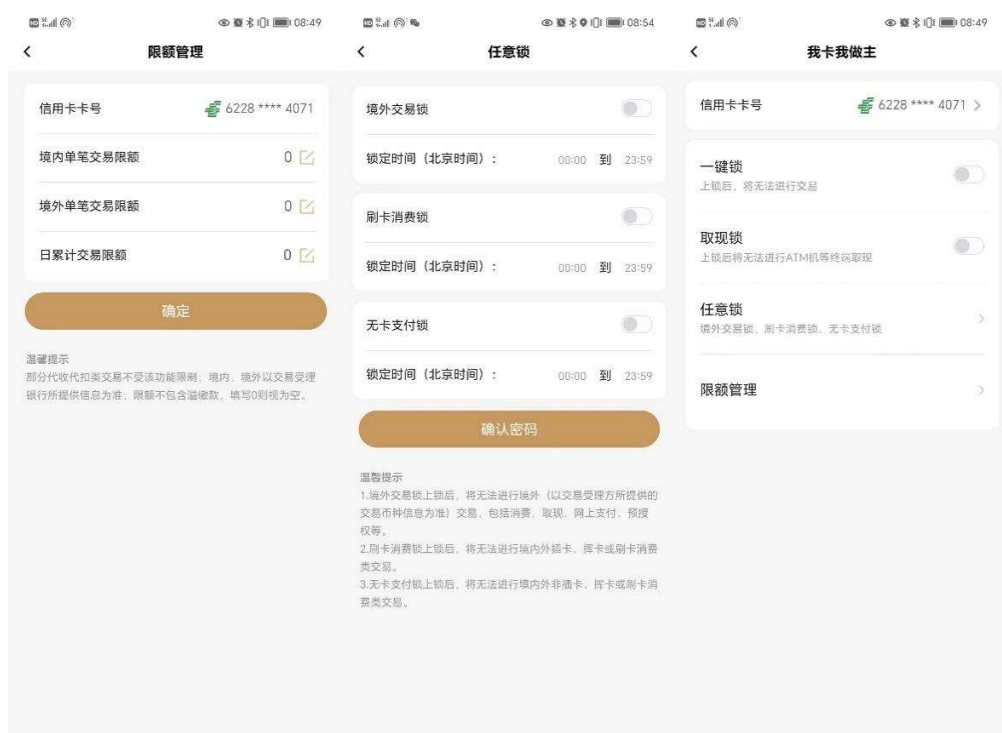 08:49
限额管理
信用卡卡号 6228 **** 4071
境内单笔交易限额 0
境外单笔交易限额 0
日累计交易限额 0
确定
温馨提示
部分代收代扣类交易不受该功能限制；境内、境外以交易受理
银行所提供信息为准；限额不包含溢缴款，填写0则视为空。
08:54
任意锁
境外交易锁
锁定时间（北京时间）： 00:00 到 23:59
刷卡消费锁
锁定时间（北京时间）： 00:00 到 23:59
无卡支付锁
锁定时间（北京时间）： 00:00 到 23:59
确认密码
温馨提示
1.境外交易锁上锁后，将无法进行境外（以交易受理方所提供的
交易币种信息为准）交易，包括消费、取现、网上支付、预授
权等。
2.刷卡消费锁上锁后，将无法进行境内外插卡、挥卡或刷卡消费
类交易。
3.无卡支付锁上锁后，将无法进行境内外非插卡、挥卡或刷卡消
费类交易。
08:49
我卡我做主
信用卡卡号 6228 **** 4071
一键锁
上锁后，将无法进行交易
取现锁
上锁后将无法进行ATM机等终端取现
任意锁
境外交易锁、刷卡消费锁、无卡支付锁
限额管理